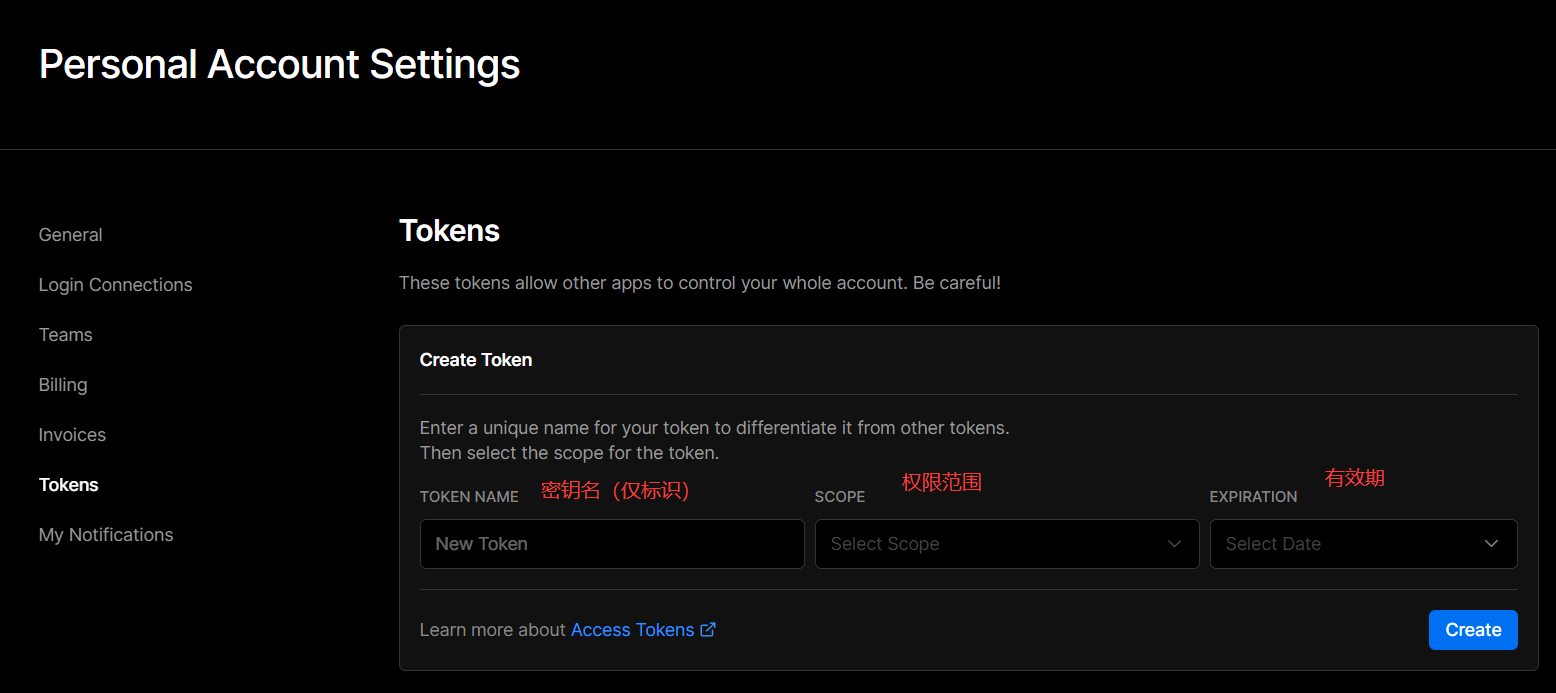 Personal Account Settings
General
Login Connections
Teams
Billing
Invoices
Tokens
My Notifications
Tokens
These tokens allow other apps to control your whole account. Be careful!
Create Token
Enter a unique name for your token to differentiate it from other tokens.
Then select the scope for the token.
TOKEN NAME 密钥名（仅标识） SCOPE 权限范围 EXPIRATION 有效期
New Token Select Scope Select Date
Learn more about Access Tokens Create